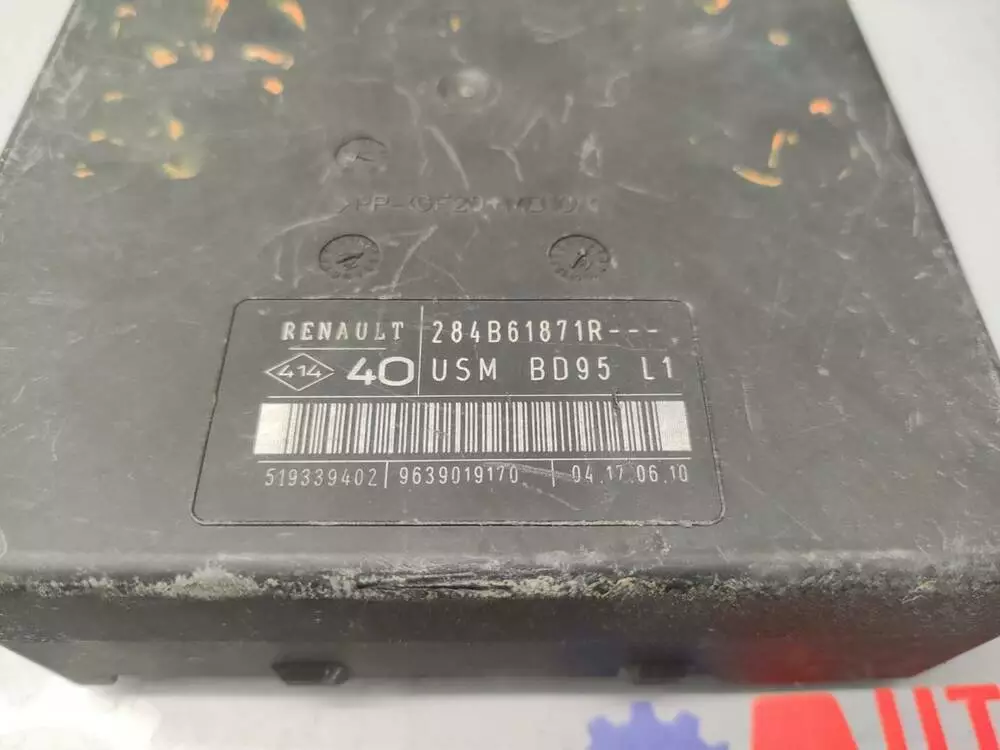 RENAULT 284B61871R---
414 40 USM BD95 L1
519339402 9639019170 04.17.06.10